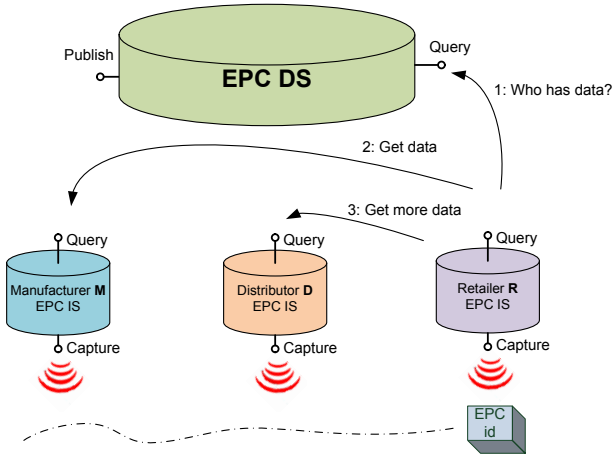 Publish
EPC DS
Query
1: Who has data?
2: Get data
3: Get more data
Query
Manufacturer M
EPC IS
Capture
Query
Distributor D
EPC IS
Capture
Query
Retailer R
EPC IS
Capture
EPC
id